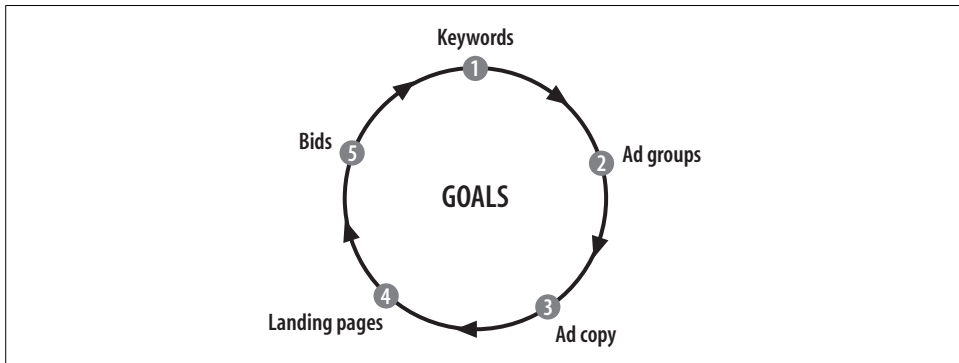 Keywords
1
Ad groups
2
Ad copy
3
Landing pages
4
Bids
5
GOALS